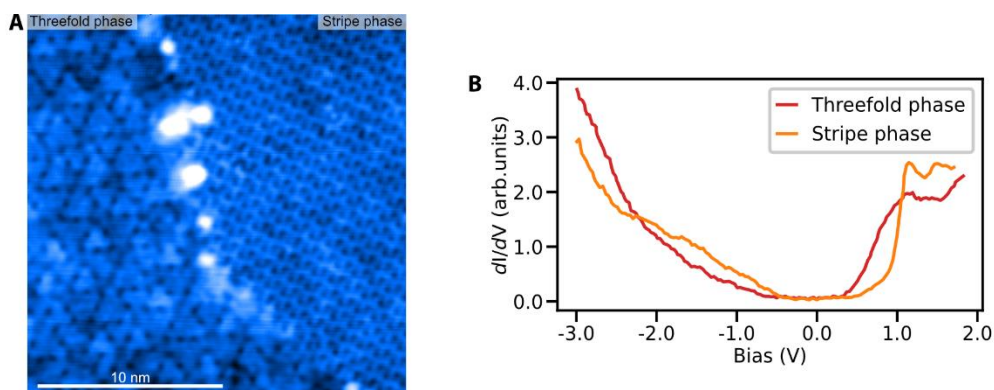 A
Threefold phase
Stripe phase
10 nm
B
dI/dV (arb.units)
4.0
3.0
2.0
1.0
0.0
Threefold phase
Stripe phase
-3.0
-2.0
-1.0
0.0
1.0
2.0
Bias (V)